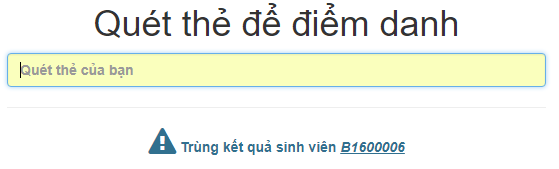 Quét thẻ để điểm danh
Quét thẻ của bạn
Trùng kết quả sinh viên B1600006